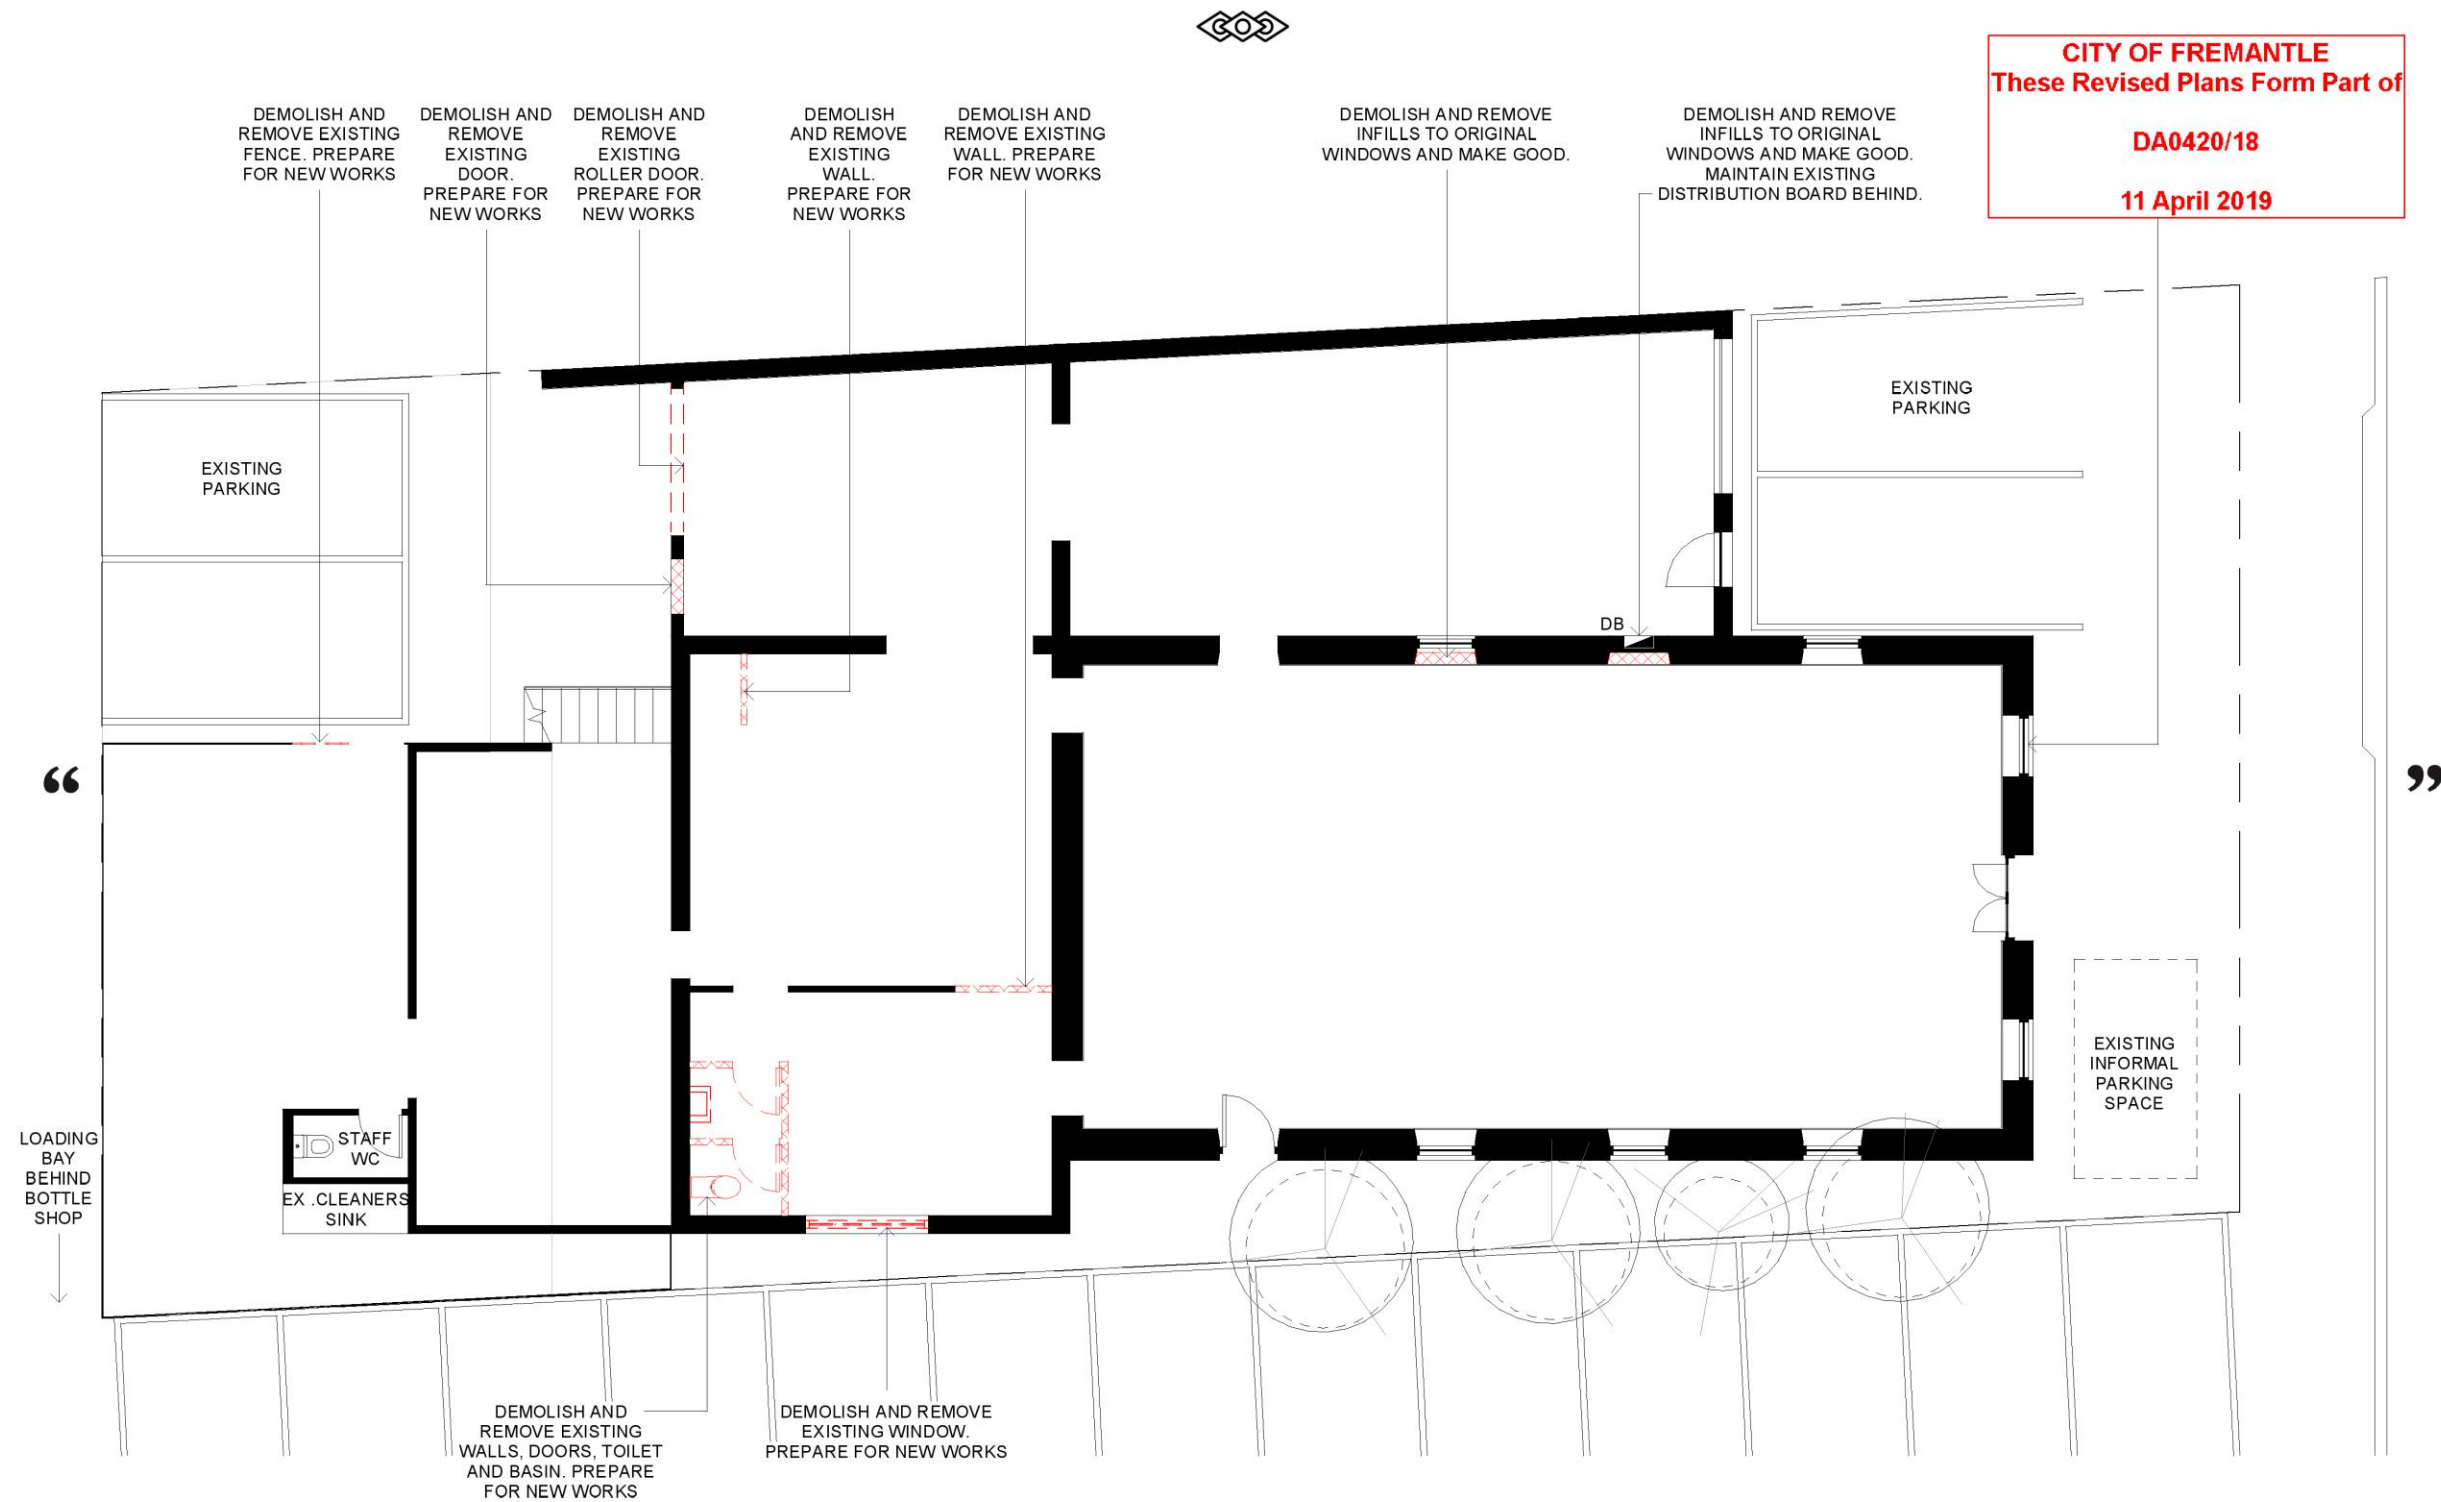 CITY OF FREMANTLE
These Revised Plans Form Part of
DA0420/18
11 April 2019
DEMOLISH AND
REMOVE EXISTING
FENCE. PREPARE
FOR NEW WORKS
DEMOLISH AND
REMOVE
EXISTING
DOOR.
PREPARE FOR
NEW WORKS
DEMOLISH AND
REMOVE
EXISTING
ROLLER DOOR.
PREPARE FOR
NEW WORKS
DEMOLISH
AND REMOVE
EXISTING
WALL.
PREPARE FOR
NEW WORKS
DEMOLISH AND
REMOVE EXISTING
WALL. PREPARE
FOR NEW WORKS
DEMOLISH AND REMOVE
INFILLS TO ORIGINAL
WINDOWS AND MAKE GOOD.
DEMOLISH AND REMOVE
INFILLS TO ORIGINAL
WINDOWS AND MAKE GOOD.
MAINTAIN EXISTING
DISTRIBUTION BOARD BEHIND.
EXISTING
PARKING
EXISTING
PARKING
DB
“
”
EXISTING
INFORMAL
PARKING
SPACE
LOADING
BAY
BEHIND
BOTTLE
SHOP
STAFF
WC
EX .CLEANERS
SINK
DEMOLISH AND
REMOVE EXISTING
WALLS, DOORS, TOILET
AND BASIN. PREPARE
FOR NEW WORKS
DEMOLISH AND REMOVE
EXISTING WINDOW.
PREPARE FOR NEW WORKS